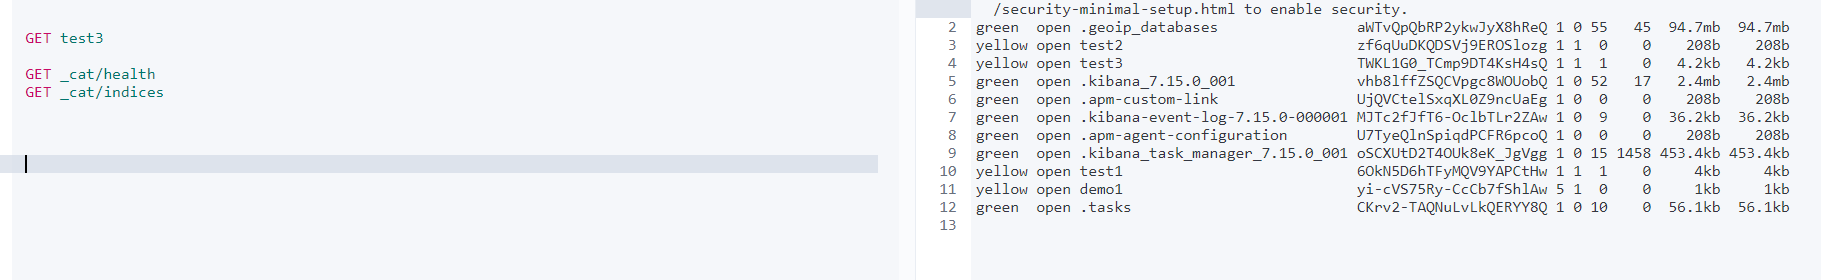 GET test3
GET _cat/health
GET _cat/indices
/security-minimal-setup.html to enable security.
2 green open .geoip_databases aWTvQpQbRP2ykwJyX8hReQ 1 0 55 45 94.7mb 94.7mb
3 yellow open test2 zf6qUuDKQDSVj9EROSlozg 1 1 0 0 208b 208b
4 yellow open test3 TWKL1G0_TCmp9DT4KsH4sQ 1 1 1 0 4.2kb 4.2kb
5 green open .kibana_7.15.0_001 vhb8lffZSQCVpgc8WOUobQ 1 0 52 17 2.4mb 2.4mb
6 green open .apm-custom-link UjQVCtelSxqXL0Z9ncUaEg 1 0 0 0 208b 208b
7 green open .kibana-event-log-7.15.0-000001 MJTc2fJfT6-OclbTLr2ZAw 1 0 9 0 36.2kb 36.2kb
8 green open .apm-agent-configuration U7TyeQlnSpiqdPCFR6pcoQ 1 0 0 0 208b 208b
9 green open .kibana_task_manager_7.15.0_001 oSCXUtD2T4OUk8eK_JgVgg 1 0 15 1458 453.4kb 453.4kb
10 yellow open test1 6OkN5D6hTFyMQV9YAPCtHw 1 1 1 0 4kb 4kb
11 yellow open demo1 yi-cVS75Ry-CcCb7fShlAw 5 1 0 0 1kb 1kb
12 green open .tasks CKrv2-TAQNuLvLkQERYY8Q 1 0 10 0 56.1kb 56.1kb
13